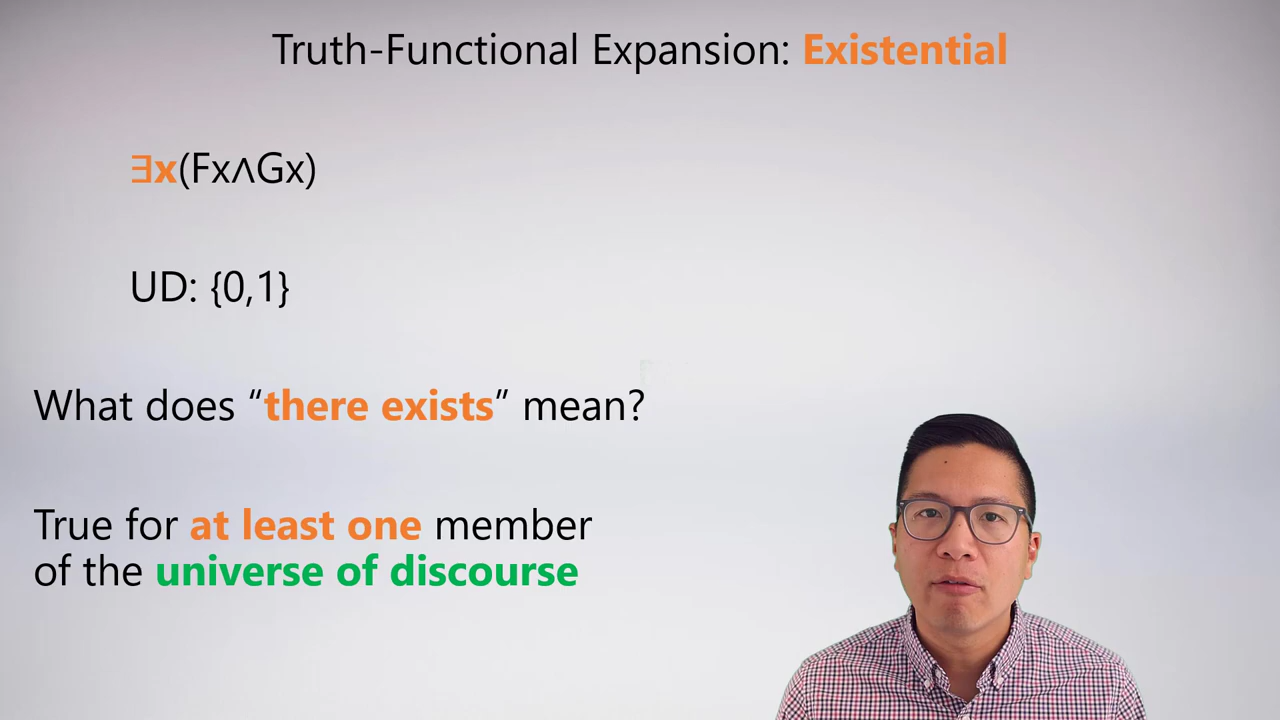 Truth-Functional Expansion: Existential
∃x(Fx∧Gx)
UD: {0,1}
What does “there exists” mean?
True for at least one member
of the universe of discourse